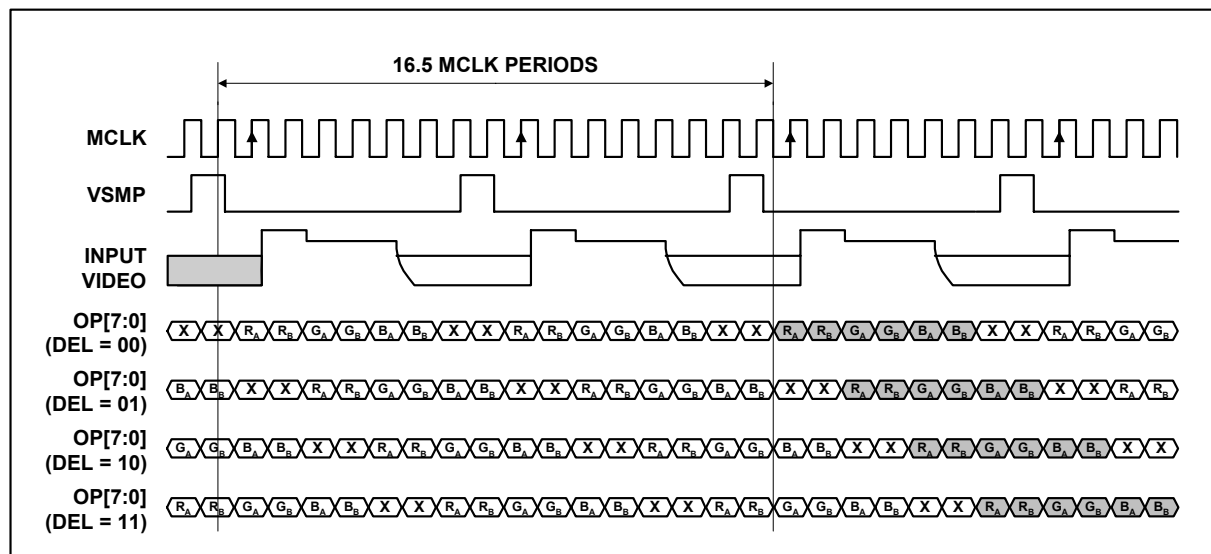 16.5 MCLK PERIODS
MCLK
VSMP
INPUT
VIDEO
OP[7:0]
(DEL = 00)
X X RA RB GA GB BA BB X X RA RB GA GB BA BB X X RA RB GA GB BA BB X X RA RB GA GB
OP[7:0]
(DEL = 01)
BA BB X X RA RB GA GB BA BB X X RA RB GA GB BA BB X X RA RB GA GB BA BB X X RA RB
OP[7:0]
(DEL = 10)
GA GB BA BB X X RA RB GA GB BA BB X X RA RB GA GB BA BB X X RA RB GA GB BA BB X X
OP[7:0]
(DEL = 11)
RA RB GA GB BA BB X X RA RB GA GB BA BB X X RA RB GA GB BA BB X X RA RB GA GB BA BB